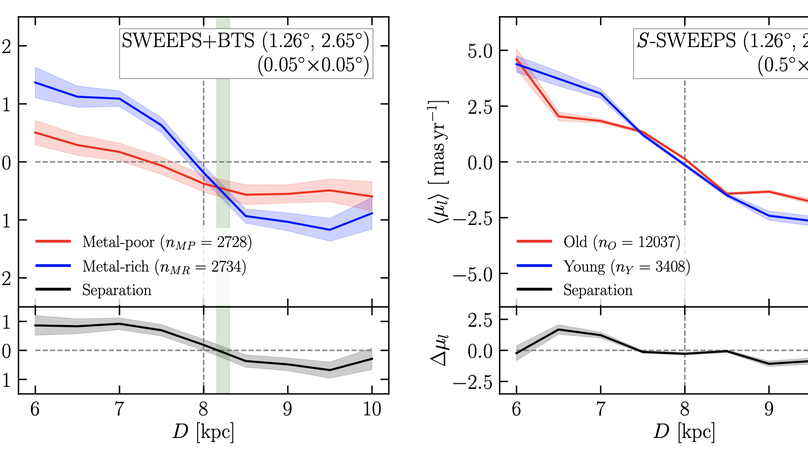 SWEEPS+BTS (1.26°, 2.65°)
(0.05°×0.05°)
2
1
0
1
2
Metal-poor (n_MP = 2728)
Metal-rich (n_MR = 2734)
Separation
1
0
1
6 7 8 9 10
D [kpc]
S-SWEEPS (1.26°, 2
(0.5°×
5.0
2.5
0.0
−2.5
−5.0
⟨μ_l⟩ [mas yr⁻¹]
Old (n_O = 12037)
Young (n_Y = 3408)
Separation
2.5
0.0
−2.5
Δμ_l
6 7 8 9
D [kpc]